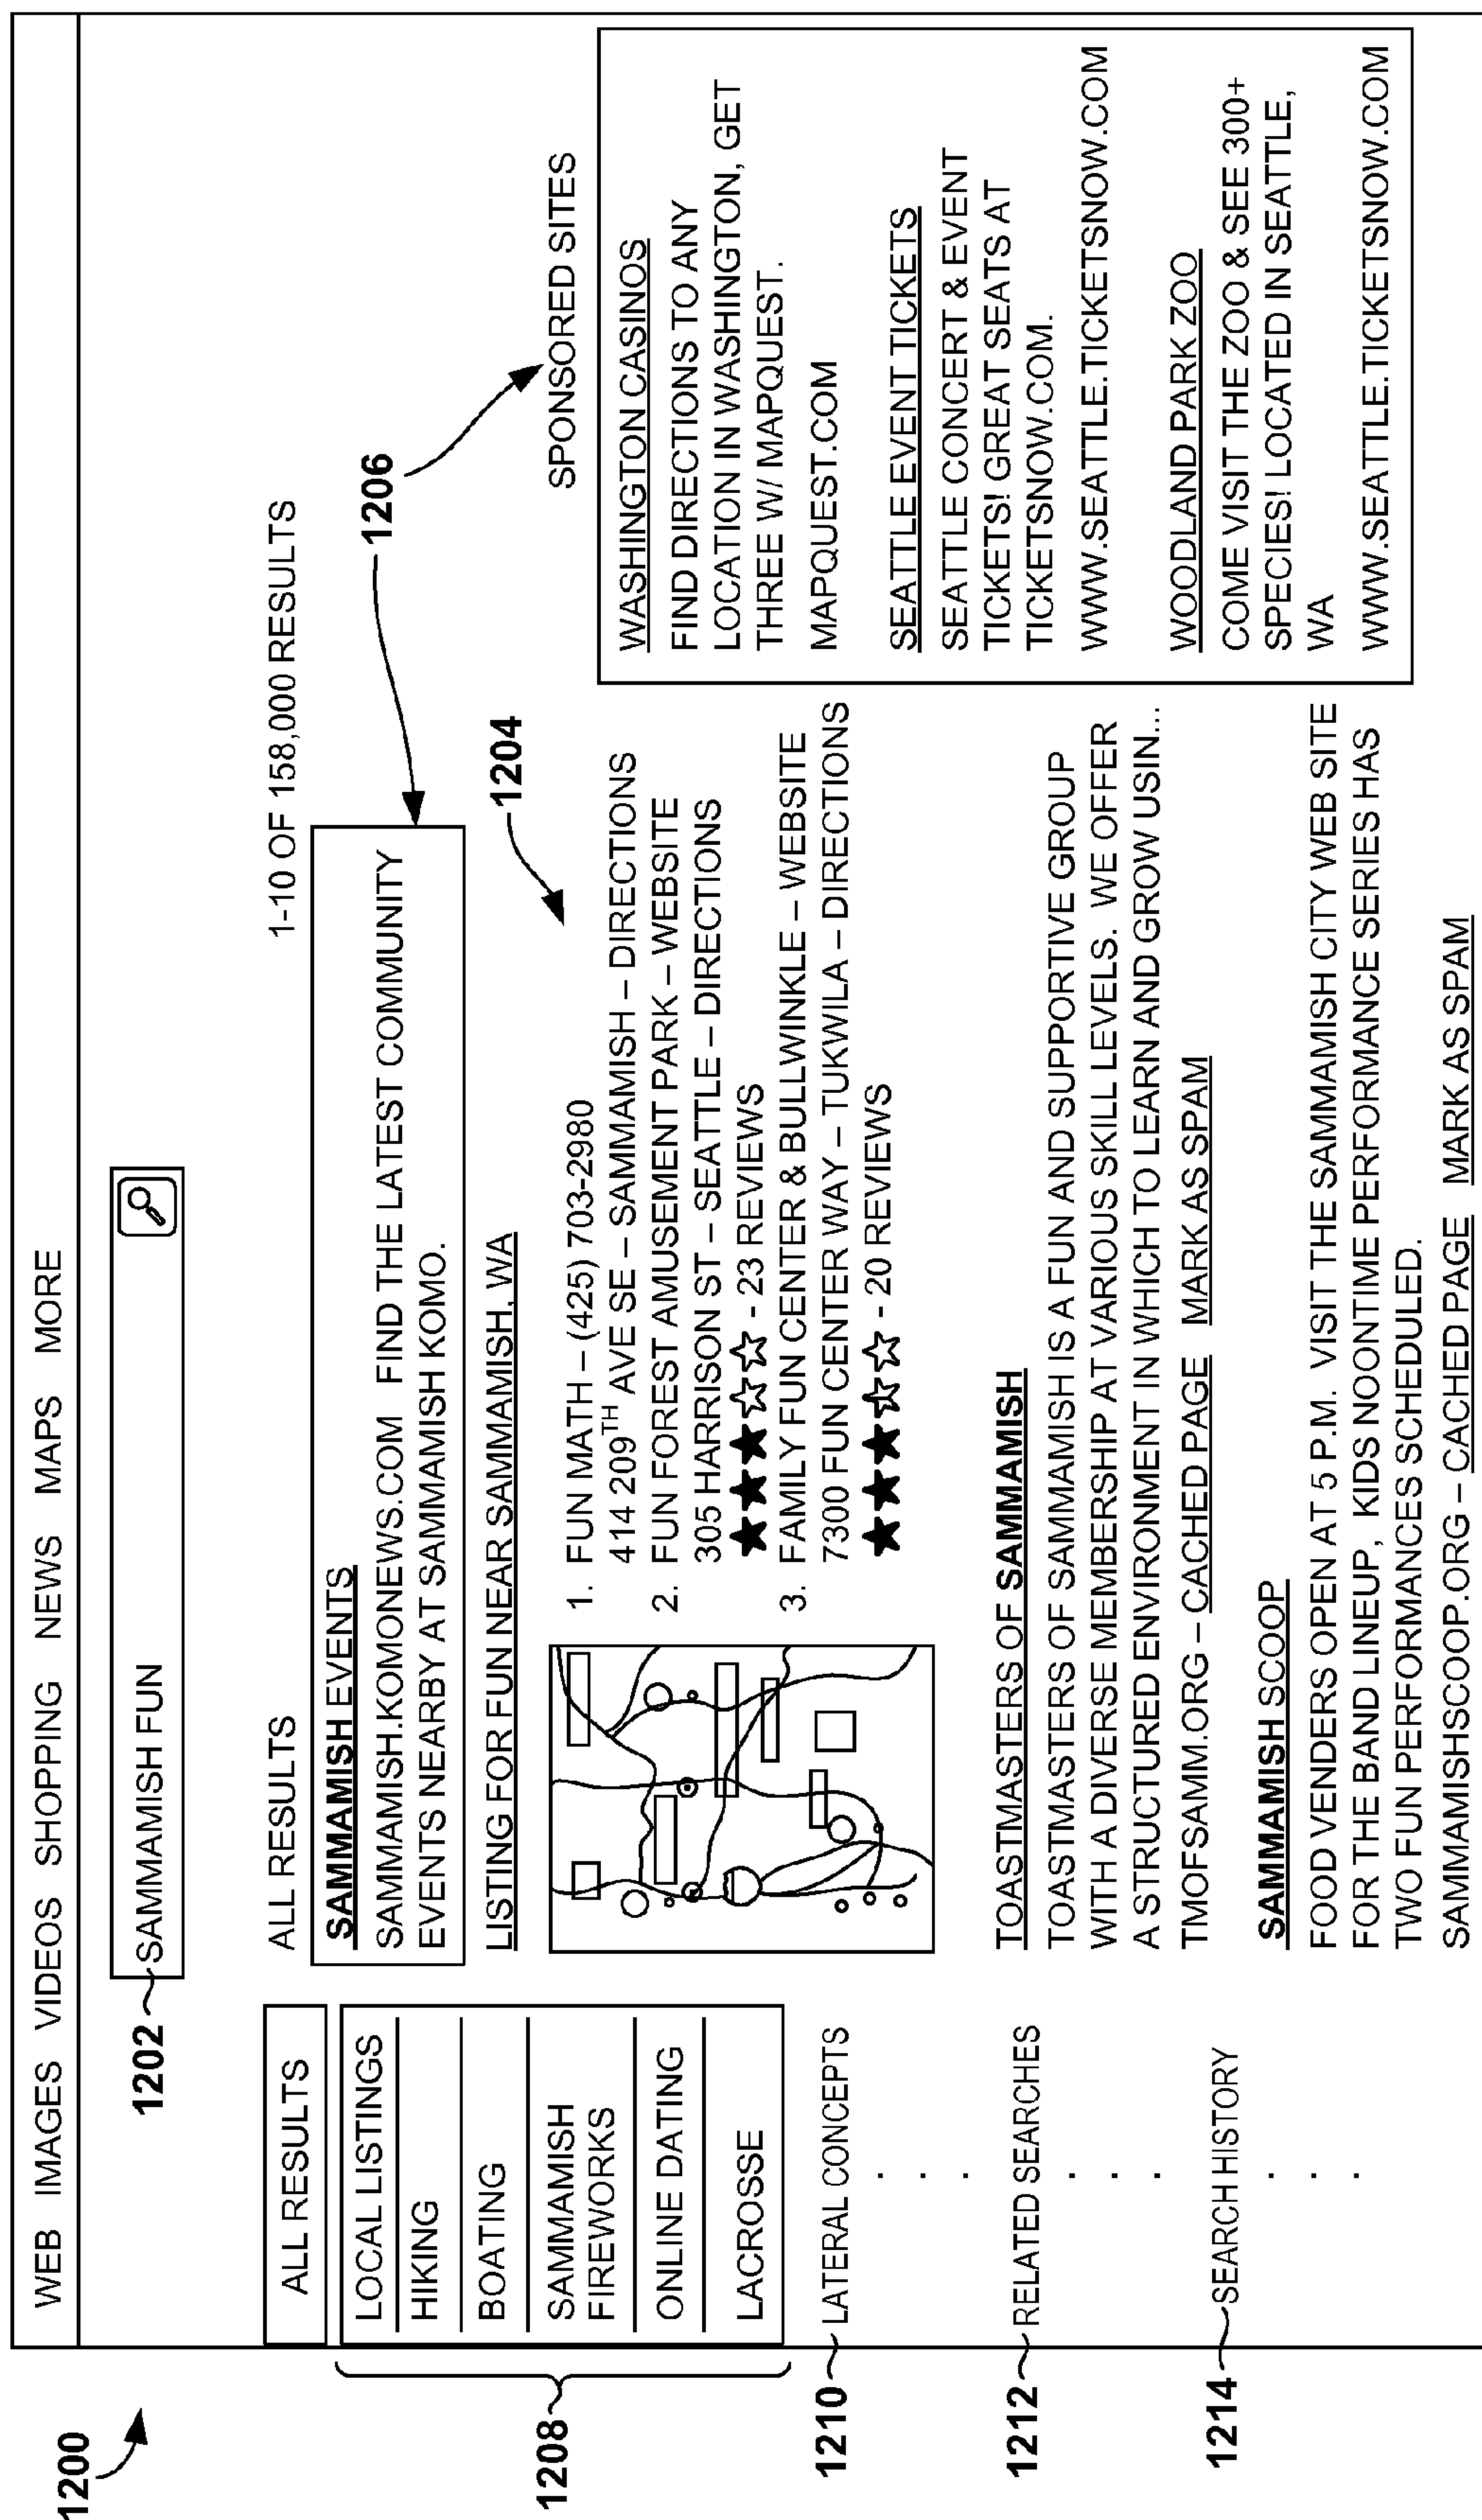 1200
WEB IMAGES VIDEOS SHOPPING NEWS MAPS MORE
1202
SAMMAMISH FUN
ALL RESULTS
1208
LOCAL LISTINGS
HIKING
BOATING
SAMMAMISH
FIREWORKS
ONLINE DATING
LACROSSE
1210
LATERAL CONCEPTS
. . .
1212
RELATED SEARCHES
. . .
1214
SEARCH HISTORY
. . .
ALL RESULTS
1-10 OF 158,000 RESULTS
1206
SAMMAMISH EVENTS
SAMMAMISH.KOMONEWS.COM FIND THE LATEST COMMUNITY
EVENTS NEARBY AT SAMMAMISH KOMO.
LISTING FOR FUN NEAR SAMMAMISH, WA
1204
1. FUN MATH – (425) 703-2980
414 209TH AVE SE – SAMMAMISH – DIRECTIONS
2. FUN FOREST AMUSEMENT PARK – WEBSITE
305 HARRISON ST – SEATTLE – DIRECTIONS
- 23 REVIEWS
3. FAMILY FUN CENTER & BULLWINKLE – WEBSITE
7300 FUN CENTER WAY – TUKWILA – DIRECTIONS
- 20 REVIEWS
TOASTMASTERS OF SAMMAMISH
TOASTMASTERS OF SAMMAMISH IS A FUN AND SUPPORTIVE GROUP
WITH A DIVERSE MEMBERSHIP AT VARIOUS SKILL LEVELS. WE OFFER
A STRUCTURED ENVIRONMENT IN WHICH TO LEARN AND GROW USIN...
TMOFSAMM.ORG – CACHED PAGE MARK AS SPAM
SAMMAMISH SCOOP
FOOD VENDERS OPEN AT 5 P.M. VISIT THE SAMMAMISH CITY WEB SITE
FOR THE BAND LINEUP, KIDS NOONTIME PERFORMANCE SERIES HAS
TWO FUN PERFORMANCES SCHEDULED.
SAMMAMISHSCOOP.ORG – CACHED PAGE MARK AS SPAM
SPONSORED SITES
WASHINGTON CASINOS
FIND DIRECTIONS TO ANY
LOCATION IN WASHINGTON, GET
THREE W/ MAPQUEST.
MAPQUEST.COM
SEATTLE EVENT TICKETS
SEATTLE CONCERT & EVENT
TICKETS! GREAT SEATS AT
TICKETSNOW.COM.
WWW.SEATTLE.TICKETSNOW.COM
WOODLAND PARK ZOO
COME VISIT THE ZOO & SEE 300+
SPECIES! LOCATED IN SEATTLE,
WA
WWW.SEATTLE.TICKETSNOW.COM